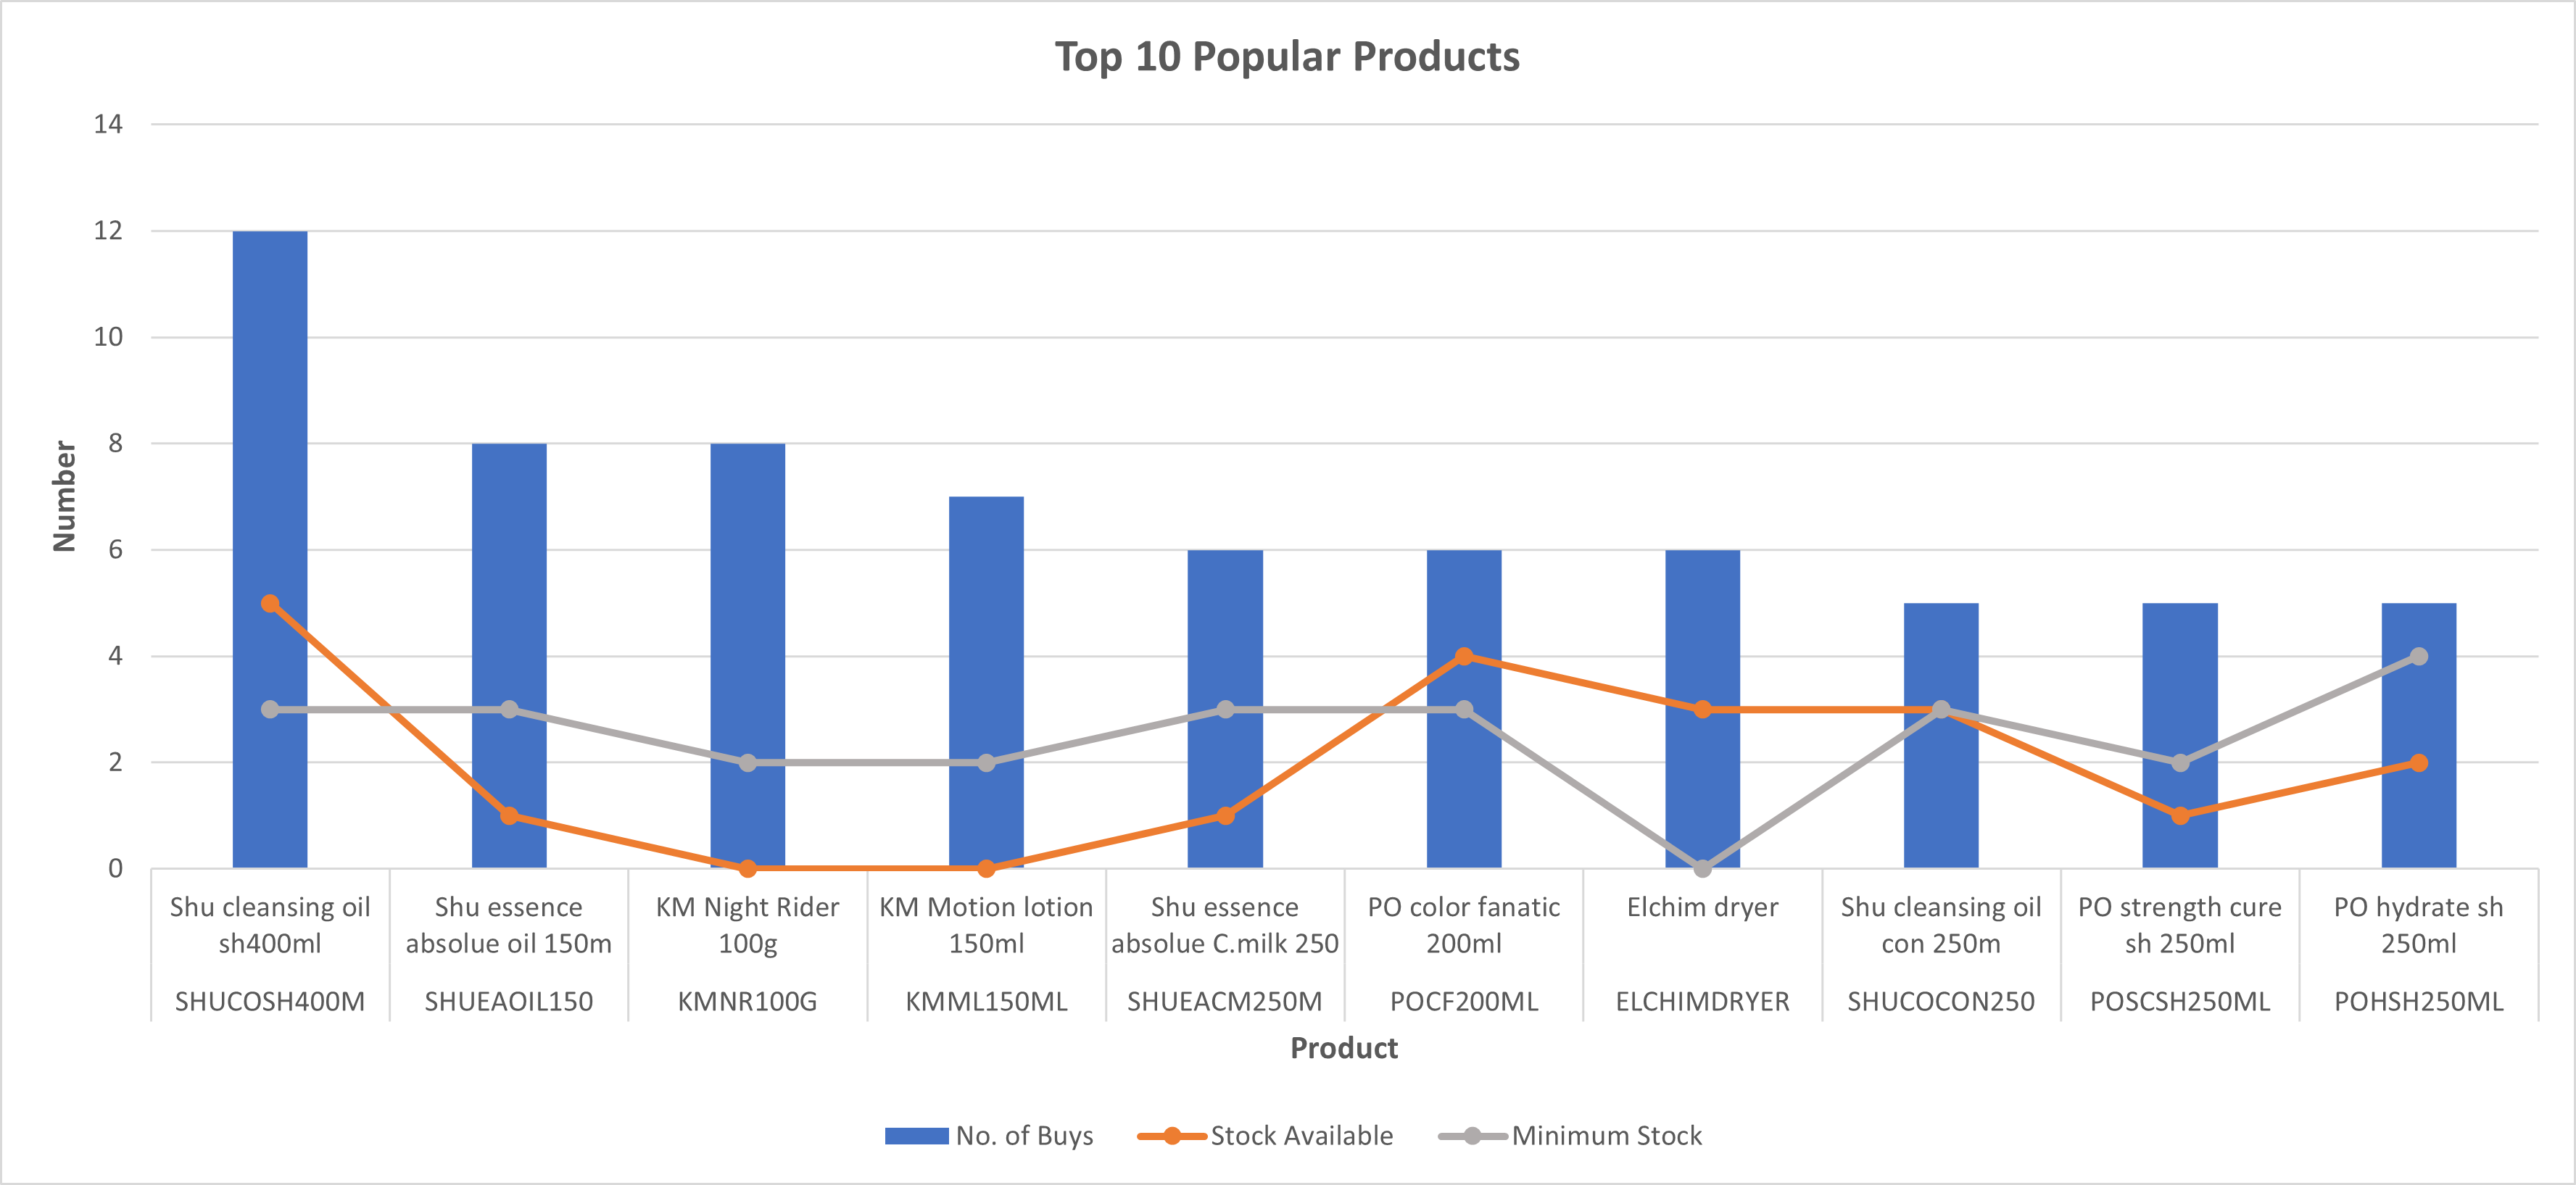 Top 10 Popular Products
14
12
10
8
6
4
2
0
Number
Shu cleansing oil
sh400ml
Shu essence
absolue oil 150m
KM Night Rider
100g
KM Motion lotion
150ml
Shu essence
absolue C.milk 250
PO color fanatic
200ml
Elchim dryer
Shu cleansing oil
con 250m
PO strength cure
sh 250ml
PO hydrate sh
250ml
SHUCOSH400M
SHUEAOIL150
KMNR100G
KMML150ML
SHUEACM250M
POCF200ML
ELCHIMDRYER
SHUCOCON250
POSCSH250ML
POHSH250ML
Product
No. of Buys
Stock Available
Minimum Stock